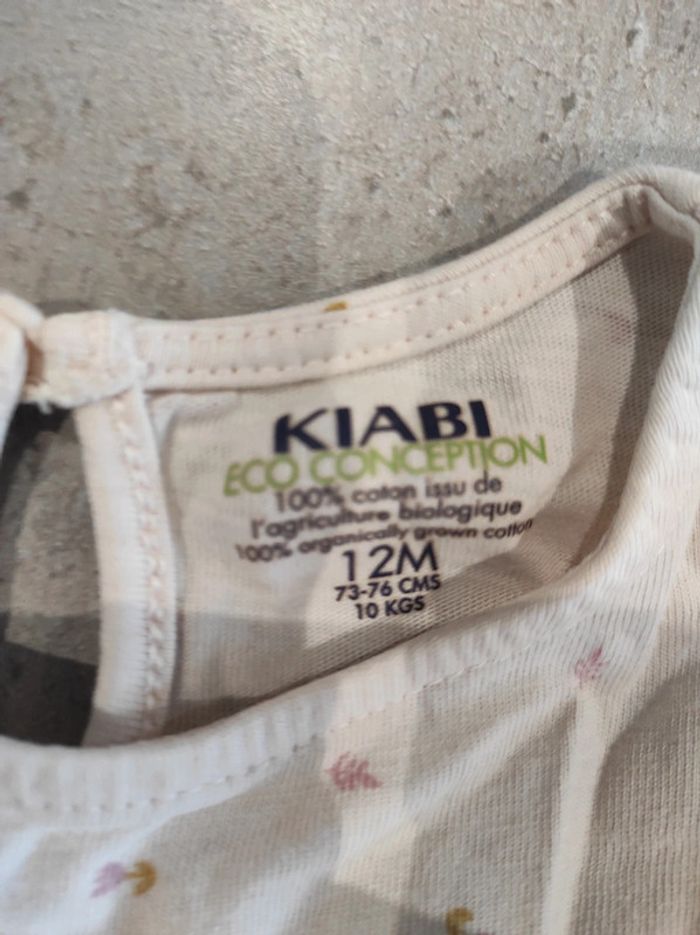 KIABI
ECO CONCEPTION
100% coton issu de
l'agriculture biologique
100% organically grown cotton
12M
73-76 CMS
10 KGS